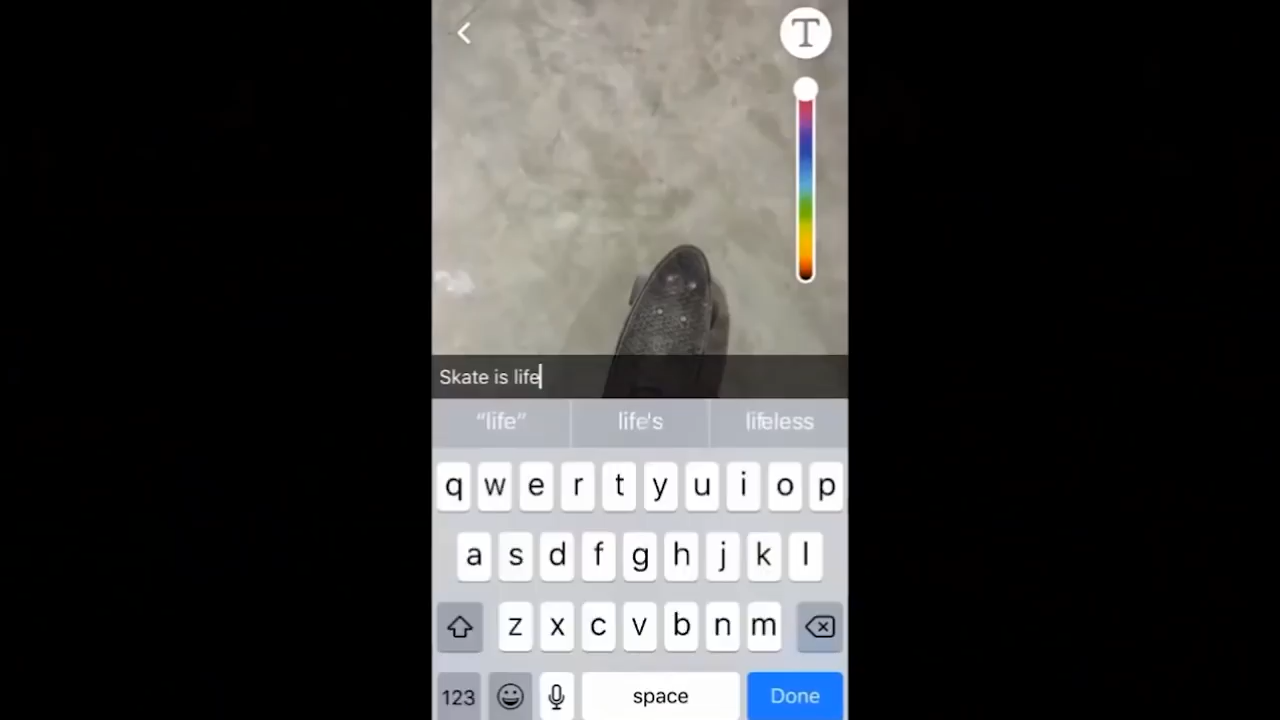 T
Skate is life
“life” life's lifeless
q w e r t y u i o p
a s d f g h j k l
z x c v b n m
123 space Done